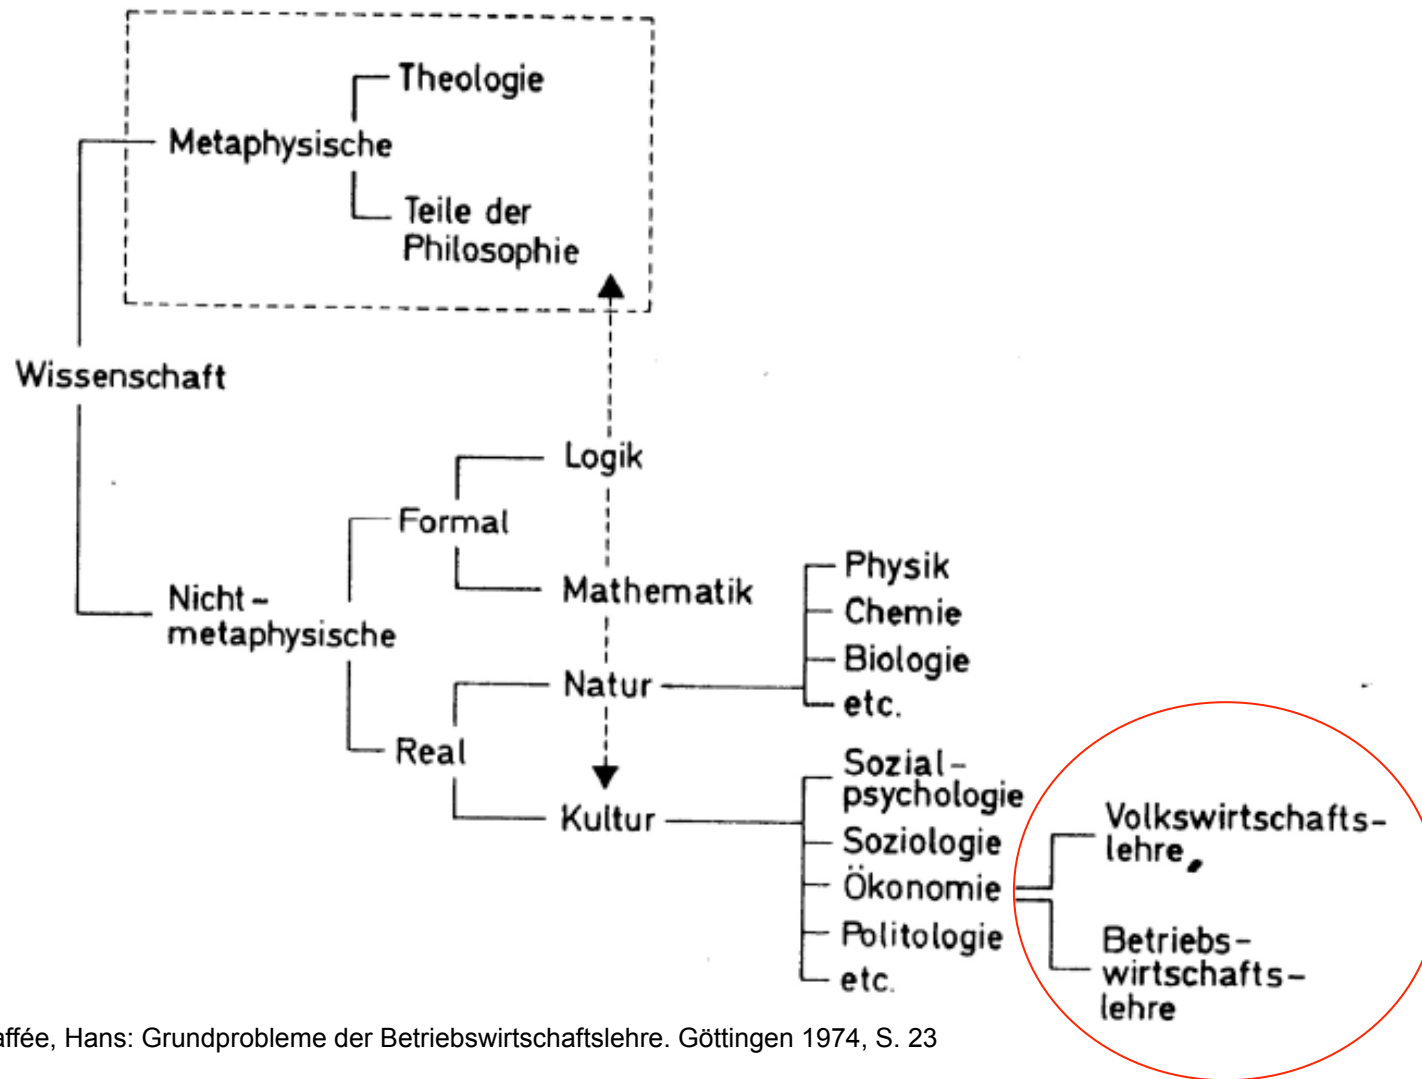 Theologie
Metaphysische
Teile der
Philosophie
Wissenschaft
Logik
Formal
Mathematik
Nicht-
metaphysische
Physik
Chemie
Biologie
etc.
Natur
Real
Kultur
Sozial-
psychologie
Soziologie
Ökonomie
Politologie
etc.
Volkswirtschafts-
lehre
Betriebs-
wirtschafts-
lehre
affée, Hans: Grundprobleme der Betriebswirtschaftslehre. Göttingen 1974, S. 23